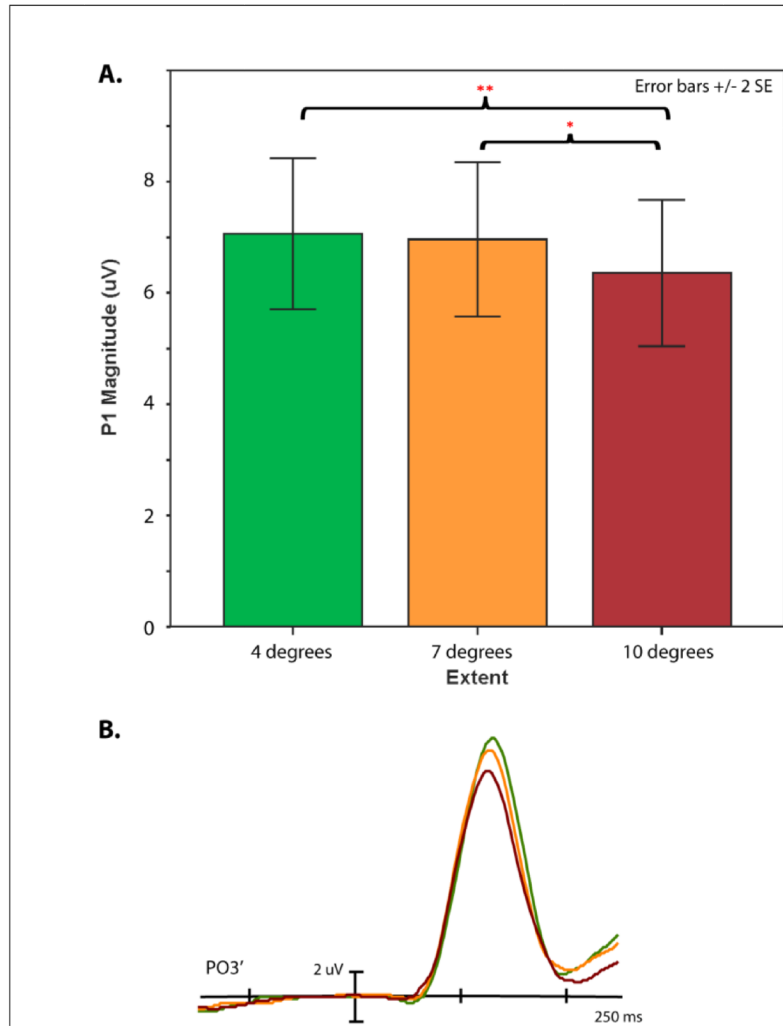 A.
Error bars +/- 2 SE
**
*
8
6
4
2
0
P1 Magnitude (uV)
4 degrees
7 degrees
10 degrees
Extent
B.
PO3'
2 uV
250 ms